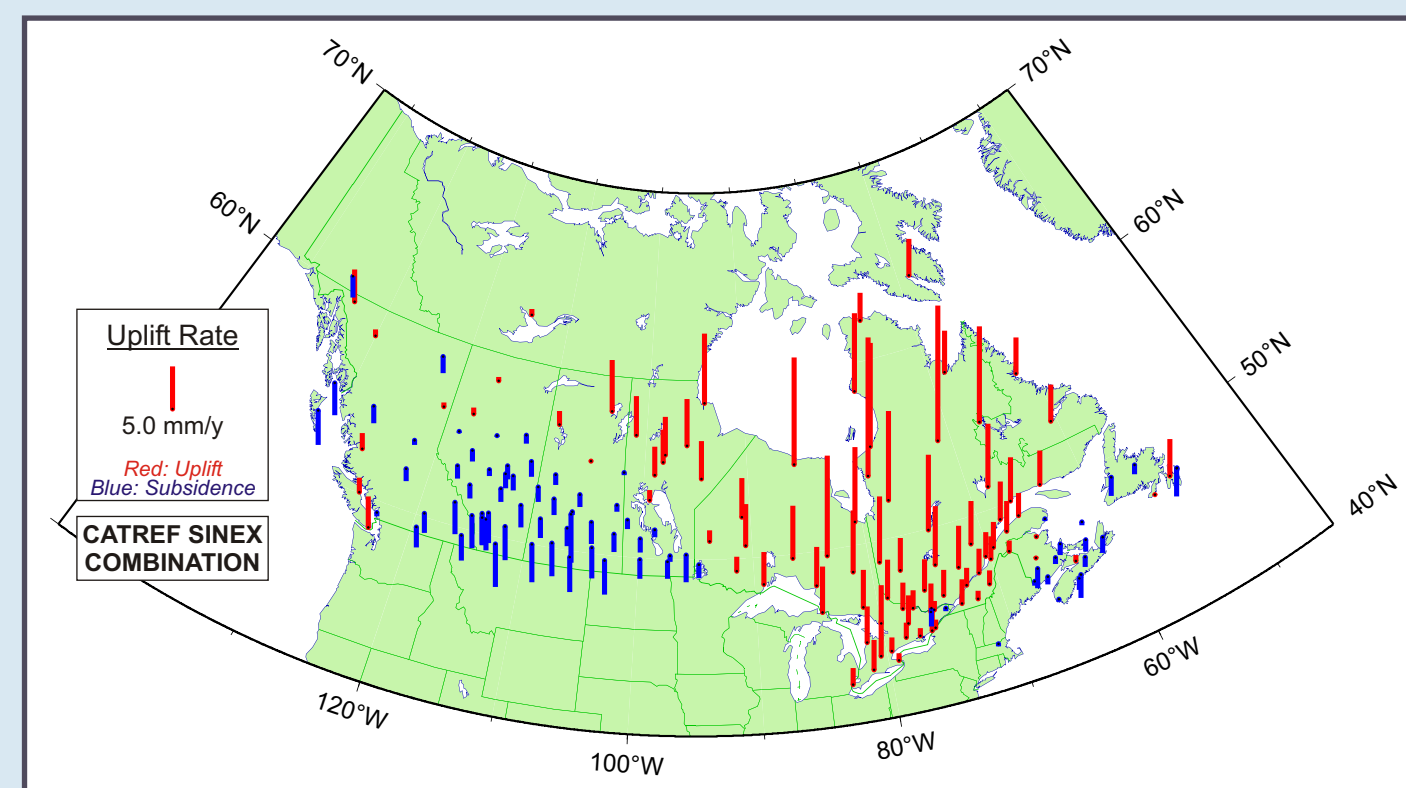 70°N
70°N
60°N
60°N
50°N
40°N
Uplift Rate
5.0 mm/y
Red: Uplift
Blue: Subsidence
CATREF SINEX
COMBINATION
120°W
100°W
80°W
60°W